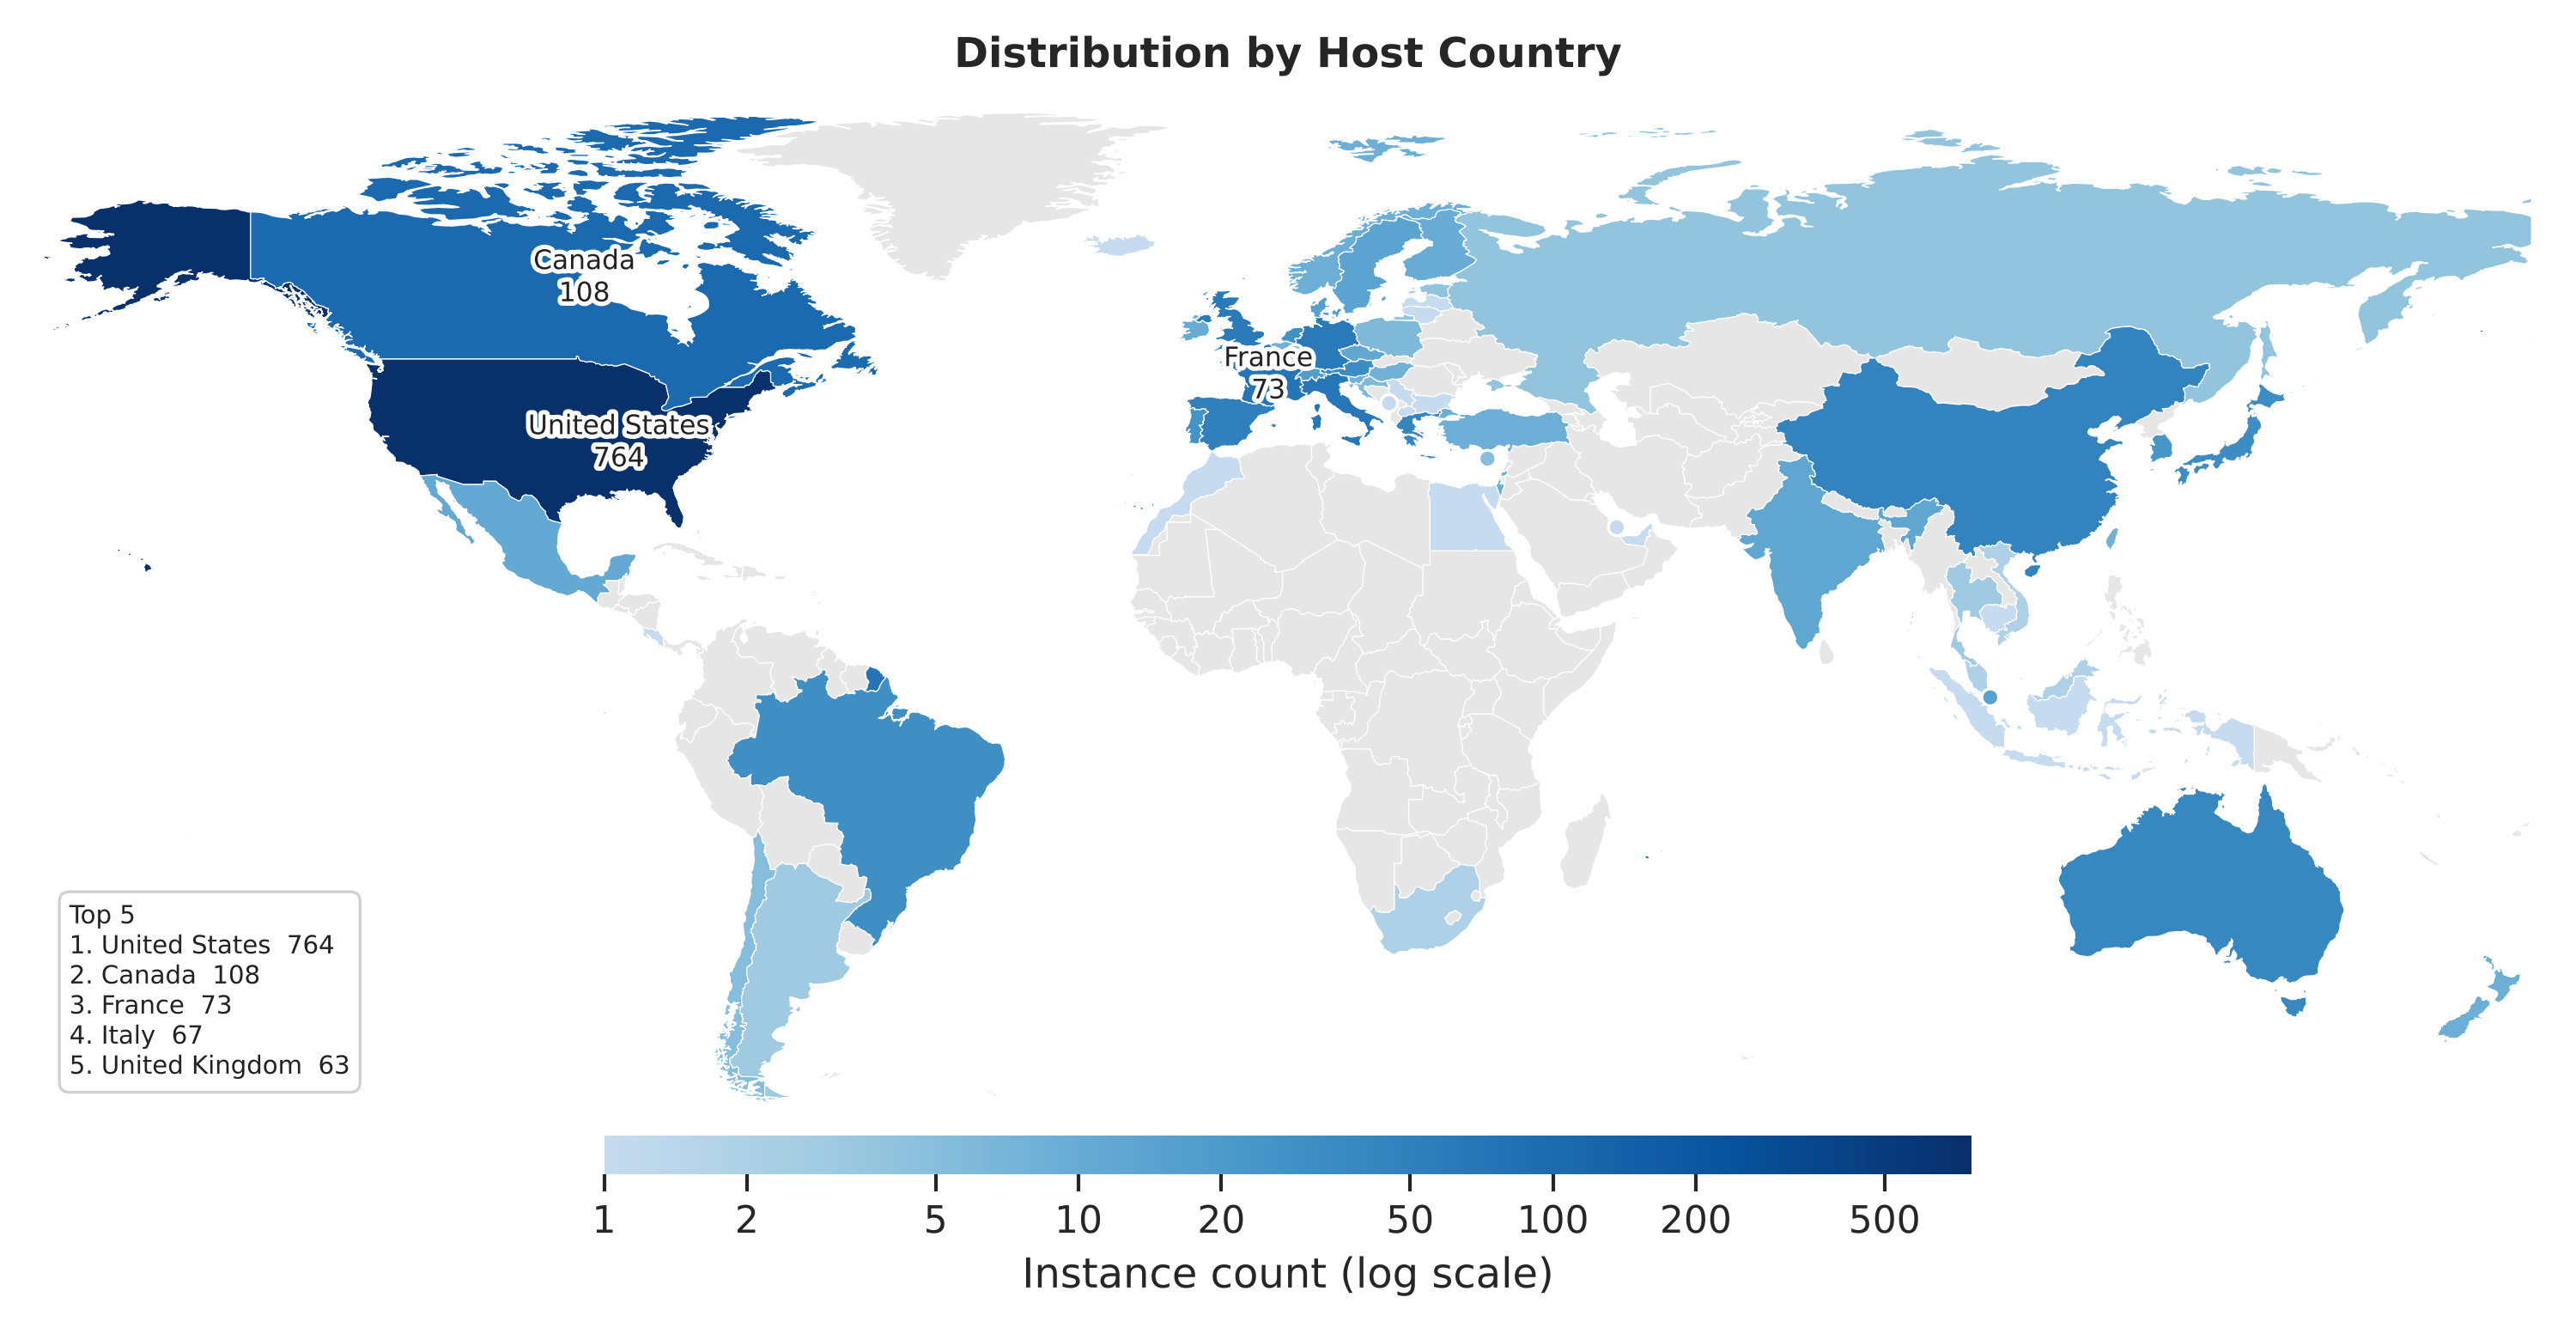 Distribution by Host Country
Canada
108
France
73
United States
764
Top 5
1. United States  764
2. Canada  108
3. France  73
4. Italy  67
5. United Kingdom  63
1 2 5 10 20 50 100 200 500
Instance count (log scale)